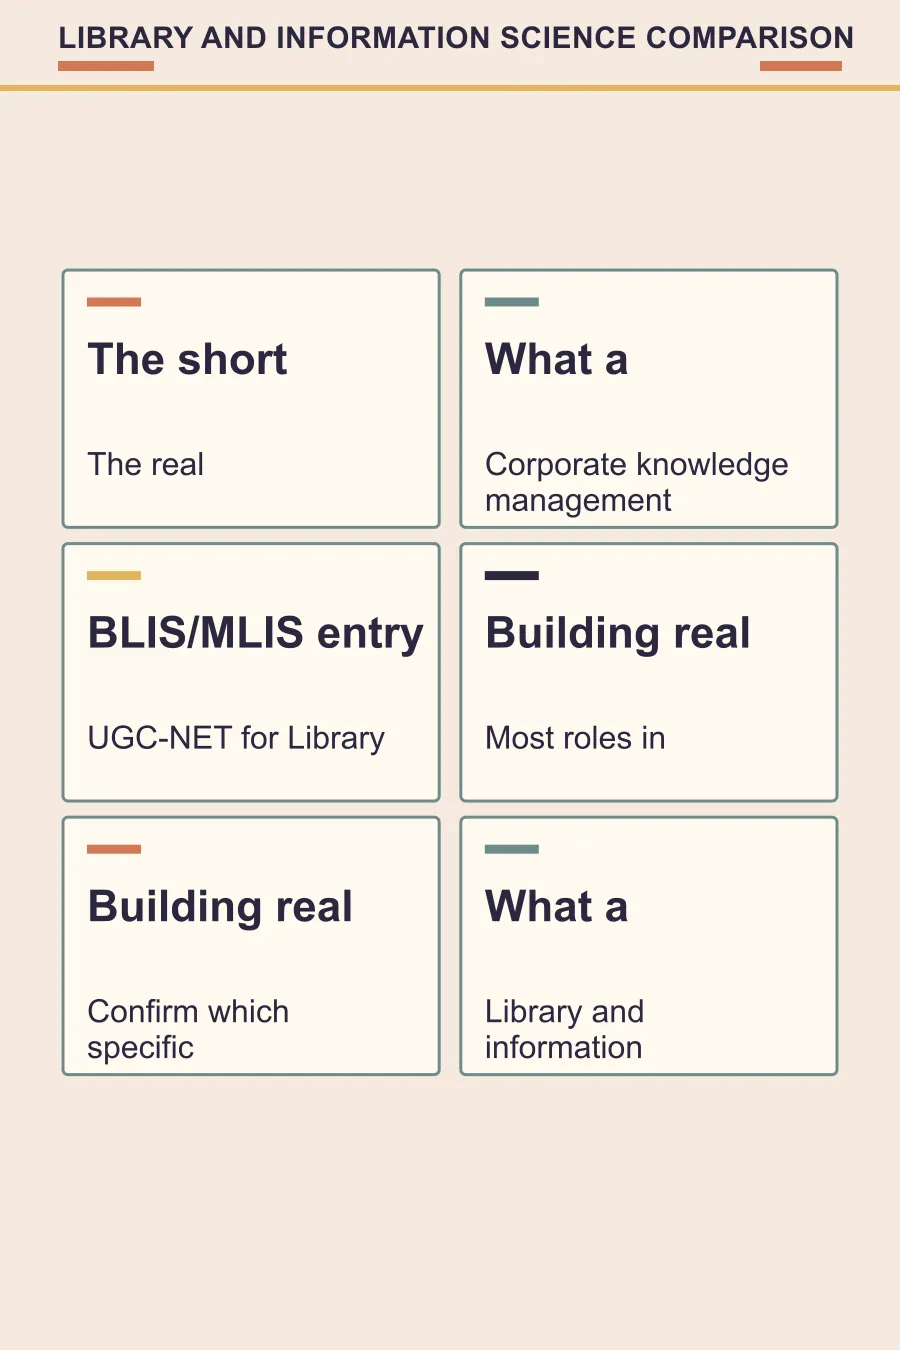 LIBRARY AND INFORMATION SCIENCE COMPARISON
The short
The real
What a
Corporate knowledge
management
BLIS/MLIS entry
UGC-NET for Library
Building real
Most roles in
Building real
Confirm which
specific
What a
Library and
information